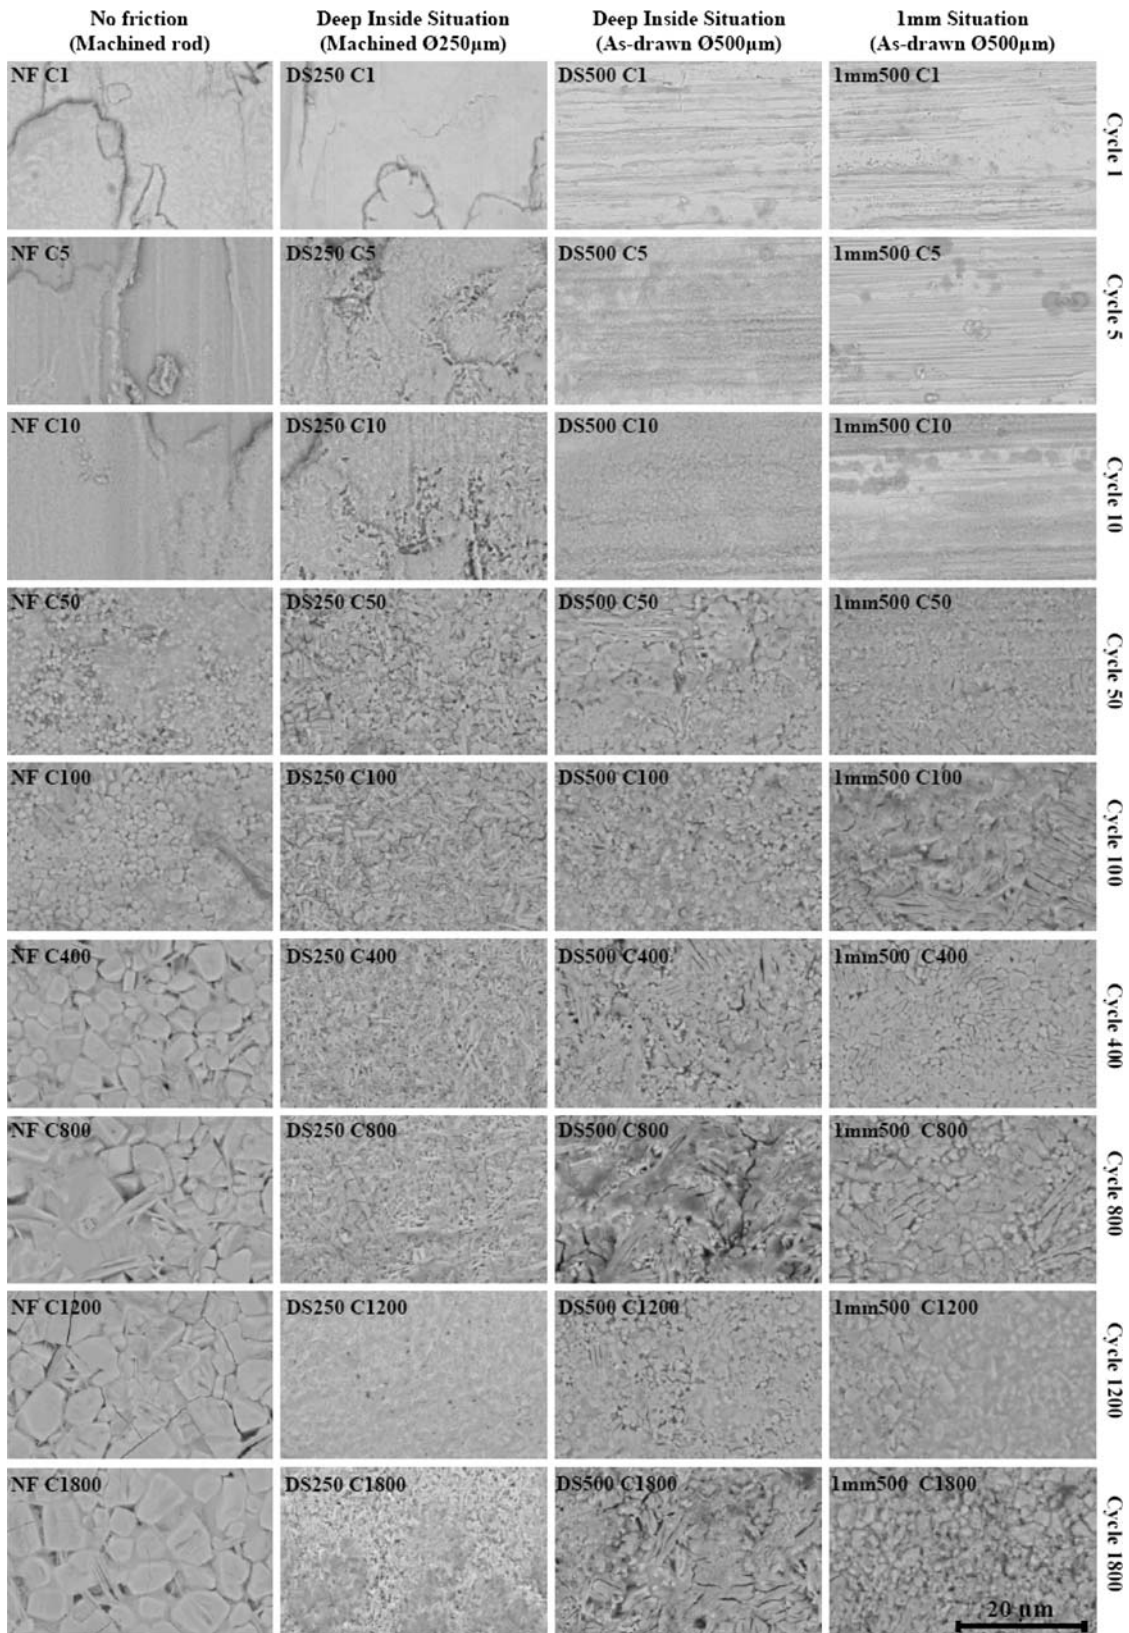 No friction
(Machined rod)
Deep Inside Situation
(Machined Ø250µm)
Deep Inside Situation
(As-drawn Ø500µm)
1mm Situation
(As-drawn Ø500µm)
NF C1
DS250 C1
DS500 C1
1mm500 C1
Cycle 1
NF C5
DS250 C5
DS500 C5
1mm500 C5
Cycle 5
NF C10
DS250 C10
DS500 C10
1mm500 C10
Cycle 10
NF C50
DS250 C50
DS500 C50
1mm500 C50
Cycle 50
NF C100
DS250 C100
DS500 C100
1mm500 C100
Cycle 100
NF C400
DS250 C400
DS500 C400
1mm500 C400
Cycle 400
NF C800
DS250 C800
DS500 C800
1mm500 C800
Cycle 800
NF C1200
DS250 C1200
DS500 C1200
1mm500 C1200
Cycle 1200
NF C1800
DS250 C1800
DS500 C1800
1mm500 C1800
Cycle 1800
20 µm